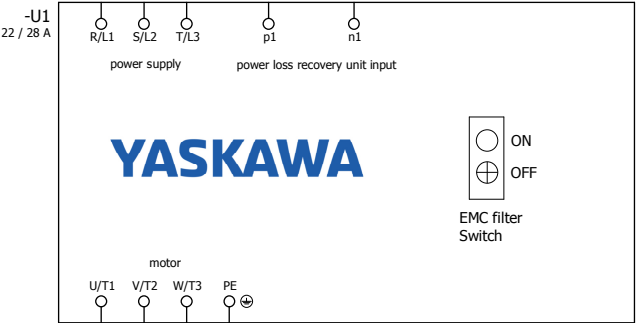 -U1
22 / 28 A
R/L1 S/L2 T/L3 p1 n1
power supply power loss recovery unit input
YASKAWA
ON
OFF
EMC filter
Switch
motor
U/T1 V/T2 W/T3 PE